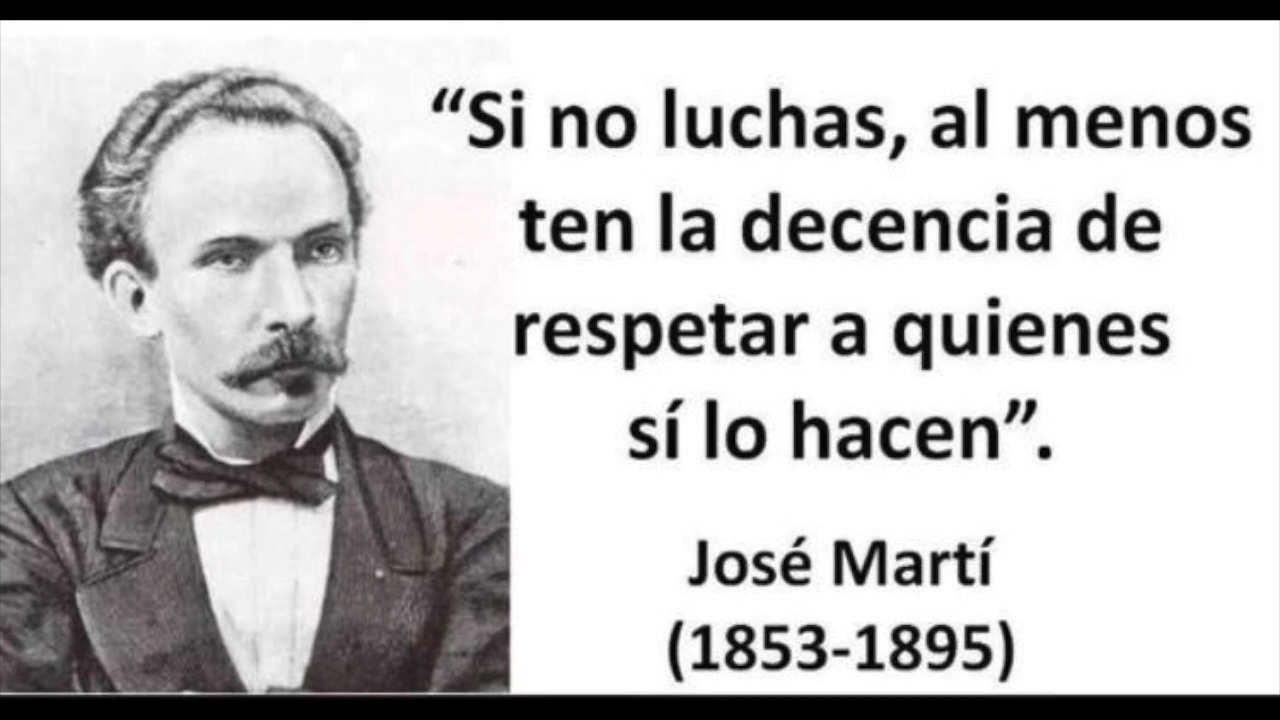 “Si no luchas, al menos
ten la decencia de
respetar a quienes
sí lo hacen”.
José Martí
(1853-1895)